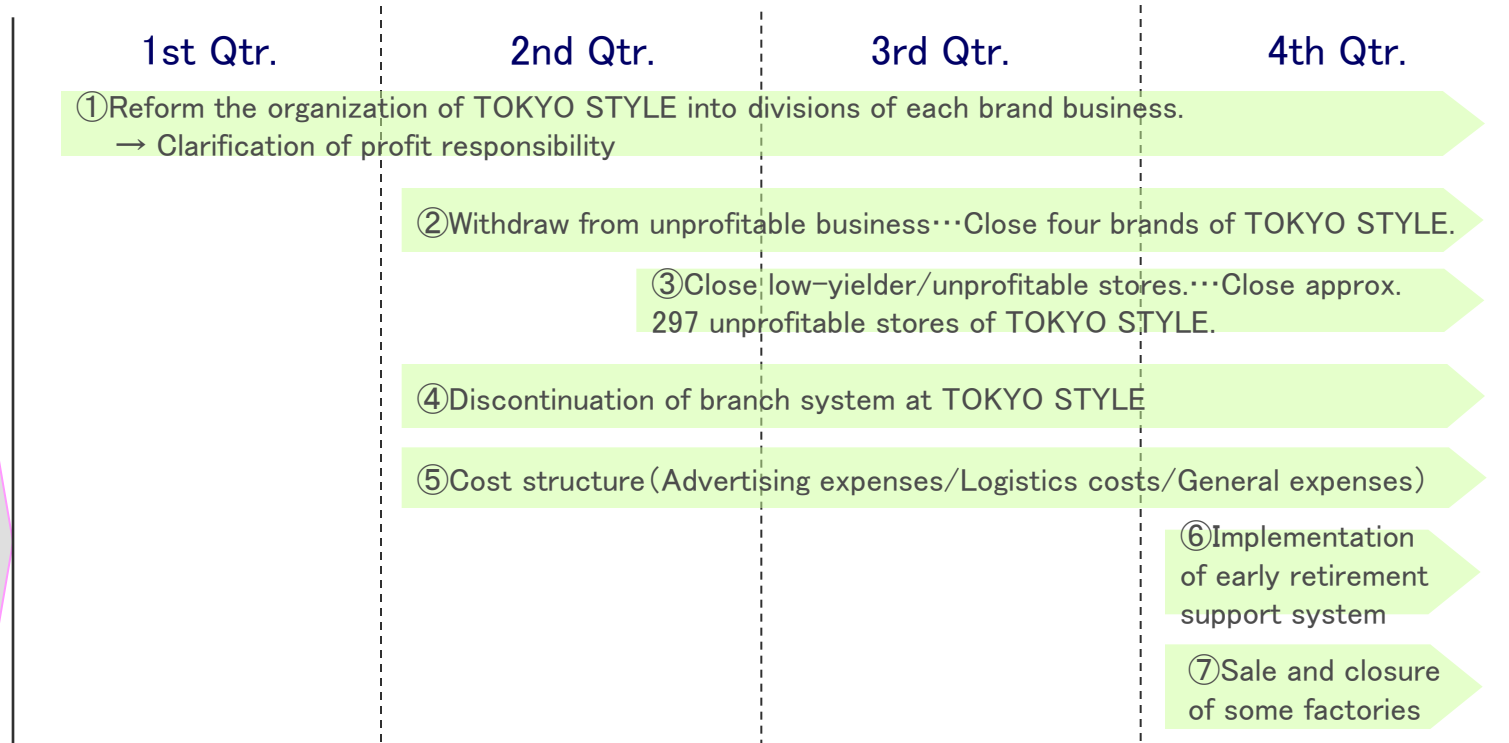 1st Qtr. 2nd Qtr. 3rd Qtr. 4th Qtr.
①Reform the organization of TOKYO STYLE into divisions of each brand business.
→ Clarification of profit responsibility
②Withdraw from unprofitable business…Close four brands of TOKYO STYLE.
③Close low-yielder/unprofitable stores.…Close approx.
297 unprofitable stores of TOKYO STYLE.
④Discontinuation of branch system at TOKYO STYLE
⑤Cost structure（Advertising expenses/Logistics costs/General expenses）
⑥Implementation
of early retirement
support system
⑦Sale and closure
of some factories